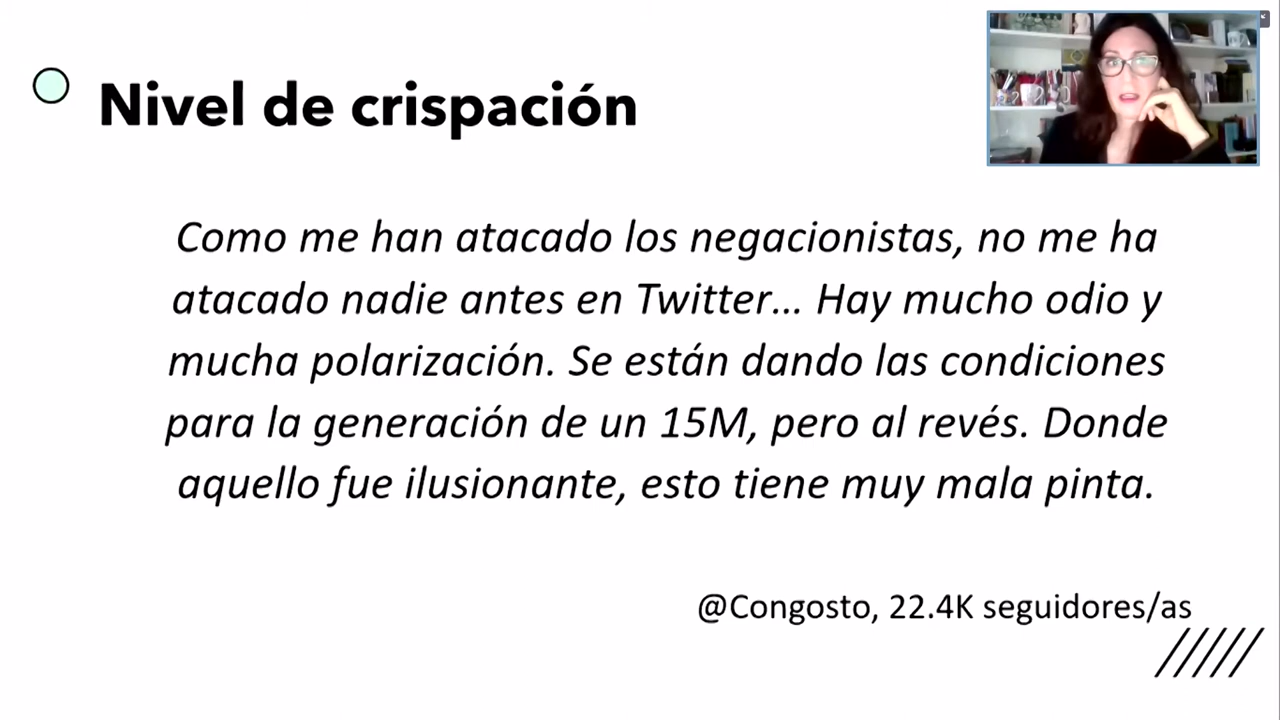 Nivel de crispación
Como me han atacado los negacionistas, no me ha
atacado nadie antes en Twitter... Hay mucho odio y
mucha polarización. Se están dando las condiciones
para la generación de un 15M, pero al revés. Donde
aquello fue ilusionante, esto tiene muy mala pinta.
@Congosto, 22.4K seguidores/as